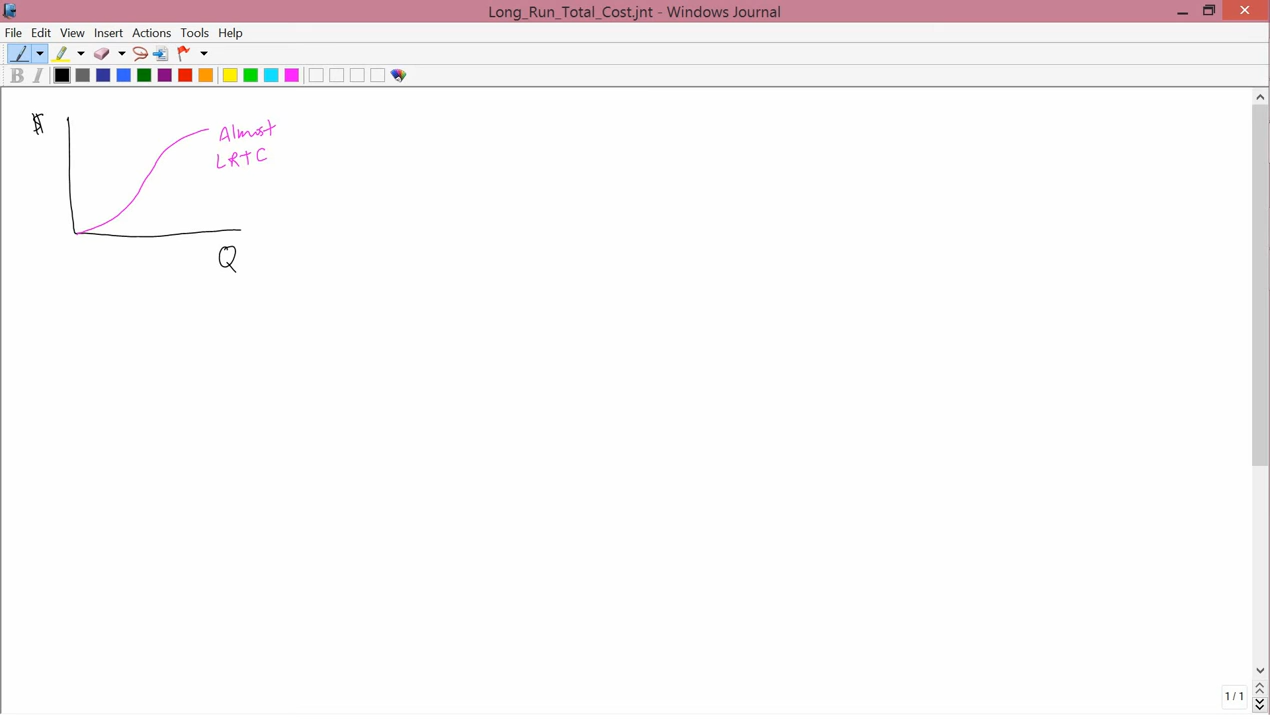 Long_Run_Total_Cost.jnt - Windows Journal
File Edit View Insert Actions Tools Help
B I
$
Almost
LRTC
Q
1 / 1